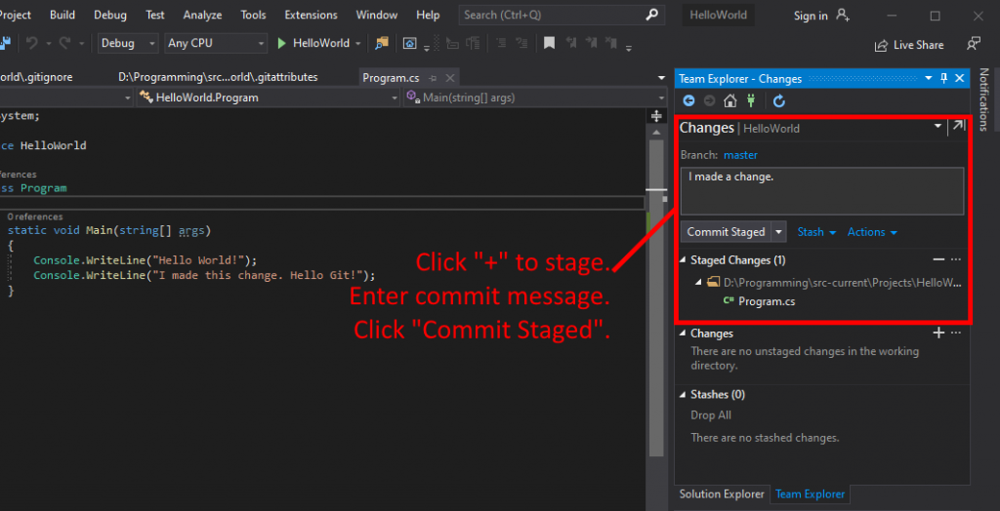 Project Build Debug Test Analyze Tools Extensions Window Help Search (Ctrl+Q) HelloWorld Sign in
Debug Any CPU HelloWorld Live Share
orld\.gitignore D:\Programming\src...orld\.gitattributes Program.cs
HelloWorld.Program Main(string[] args)
System;
ce HelloWorld
ferences
ss Program
0 references
static void Main(string[] args)
{
Console.WriteLine("Hello World!");
Console.WriteLine("I made this change. Hello Git!");
}
Click "+" to stage.
Enter commit message.
Click "Commit Staged".
Team Explorer - Changes
Changes | HelloWorld
Branch: master
I made a change.
Commit Staged Stash Actions
Staged Changes (1)
D:\Programming\src-current\Projects\HelloW...
C# Program.cs
Changes
There are no unstaged changes in the working
directory.
Stashes (0)
Drop All
There are no stashed changes.
Solution Explorer Team Explorer
Notifications